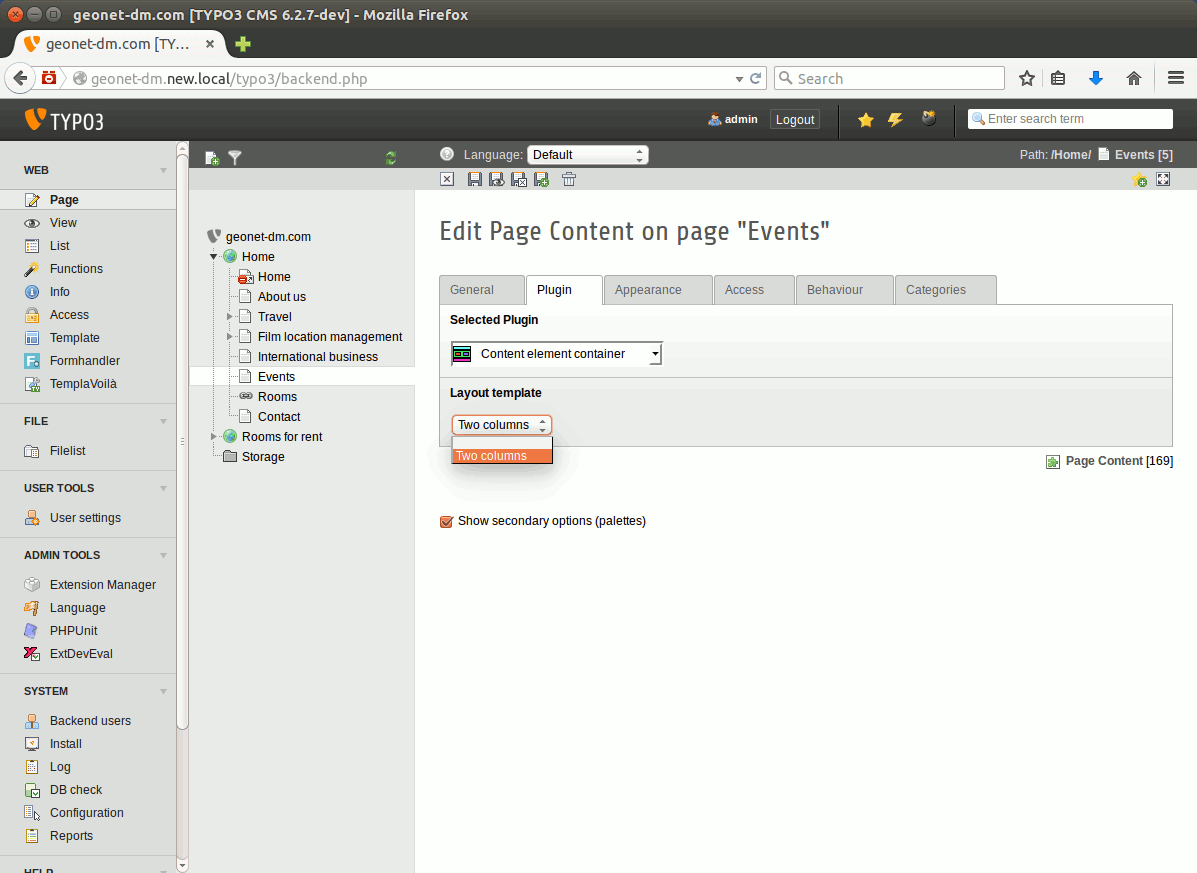 geonet-dm.com [TYPO3 CMS 6.2.7-dev] - Mozilla Firefox
geonet-dm.com [TY...
geonet-dm.new.local/typo3/backend.php
Search
TYPO3
admin
Logout
Enter search term
WEB
Page
View
List
Functions
Info
Access
Template
Formhandler
TemplaVoilà
FILE
Filelist
USER TOOLS
User settings
ADMIN TOOLS
Extension Manager
Language
PHPUnit
ExtDevEval
SYSTEM
Backend users
Install
Log
DB check
Configuration
Reports
HELP
geonet-dm.com
Home
Home
About us
Travel
Film location management
International business
Events
Rooms
Contact
Rooms for rent
Storage
Language: Default
Path: /Home/ Events [5]
Edit Page Content on page "Events"
General
Plugin
Appearance
Access
Behaviour
Categories
Selected Plugin
Content element container
Layout template
Two columns
Two columns
Page Content [169]
Show secondary options (palettes)